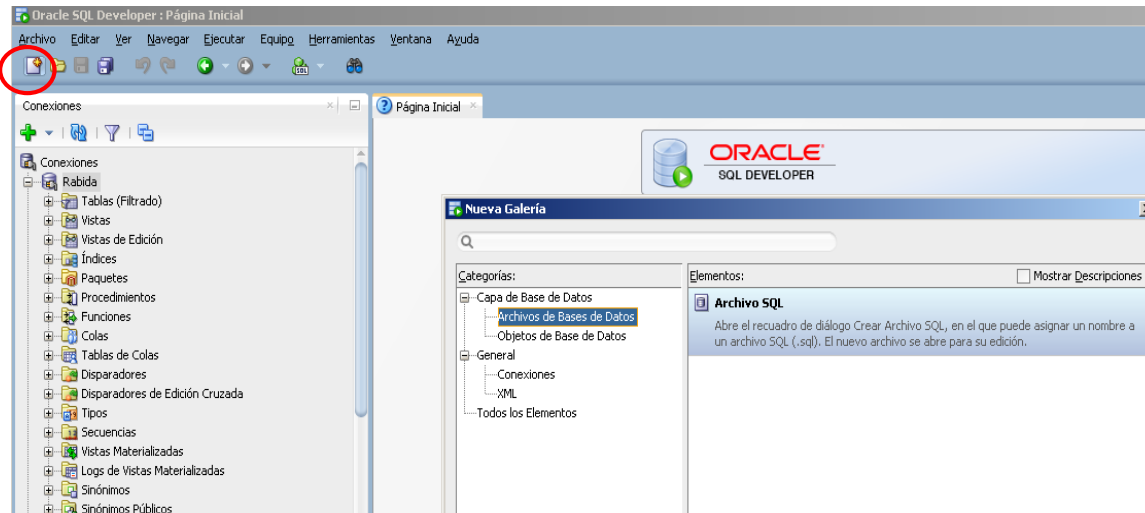 Oracle SQL Developer : Página Inicial
Archivo Editar Ver Navegar Ejecutar Equipo Herramientas Ventana Ayuda
SQL
Conexiones
Página Inicial
Conexiones
Rabida
Tablas (Filtrado)
Vistas
Vistas de Edición
Índices
Paquetes
Procedimientos
Funciones
Colas
Tablas de Colas
Disparadores
Disparadores de Edición Cruzada
Tipos
Secuencias
Vistas Materializadas
Logs de Vistas Materializadas
Sinónimos
Sinónimos Públicos
ORACLE
SQL DEVELOPER
Nueva Galería
Categorías:
Capa de Base de Datos
Archivos de Bases de Datos
Objetos de Base de Datos
General
Conexiones
XML
Todos los Elementos
Elementos:
Mostrar Descripciones
Archivo SQL
Abre el recuadro de diálogo Crear Archivo SQL, en el que puede asignar un nombre a
un archivo SQL (.sql). El nuevo archivo se abre para su edición.